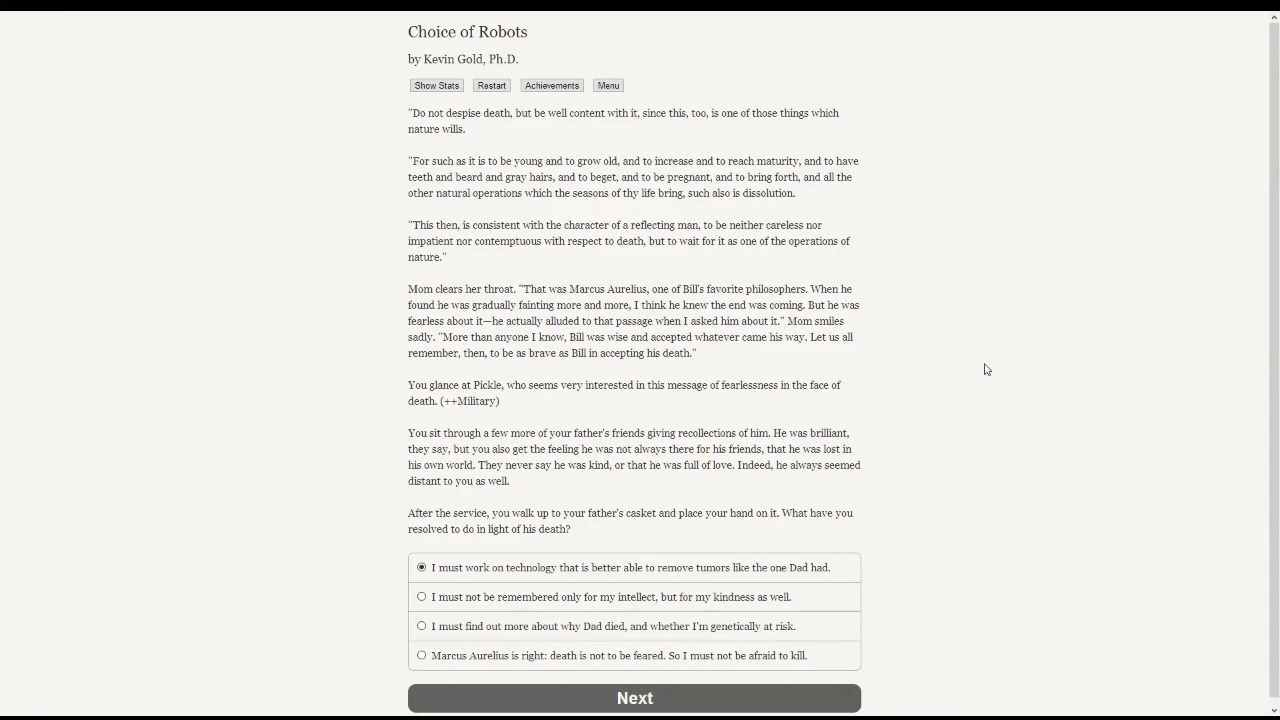 Choice of Robots
by Kevin Gold, Ph.D.
Show Stats Restart Achievements Menu
"Do not despise death, but be well content with it, since this, too, is one of those things which
nature wills.
"For such as it is to be young and to grow old, and to increase and to reach maturity, and to have
teeth and beard and gray hairs, and to beget, and to be pregnant, and to bring forth, and all the
other natural operations which the seasons of thy life bring, such also is dissolution.
"This then, is consistent with the character of a reflecting man, to be neither careless nor
impatient nor contemptuous with respect to death, but to wait for it as one of the operations of
nature."
Mom clears her throat. "That was Marcus Aurelius, one of Bill's favorite philosophers. When he
found he was gradually fainting more and more, I think he knew the end was coming. But he was
fearless about it—he actually alluded to that passage when I asked him about it." Mom smiles
sadly. "More than anyone I know, Bill was wise and accepted whatever came his way. Let us all
remember, then, to be as brave as Bill in accepting his death."
You glance at Pickle, who seems very interested in this message of fearlessness in the face of
death. (++Military)
You sit through a few more of your father's friends giving recollections of him. He was brilliant,
they say, but you also get the feeling he was not always there for his friends, that he was lost in
his own world. They never say he was kind, or that he was full of love. Indeed, he always seemed
distant to you as well.
After the service, you walk up to your father's casket and place your hand on it. What have you
resolved to do in light of his death?
I must work on technology that is better able to remove tumors like the one Dad had.
I must not be remembered only for my intellect, but for my kindness as well.
I must find out more about why Dad died, and whether I'm genetically at risk.
Marcus Aurelius is right: death is not to be feared. So I must not be afraid to kill.
Next